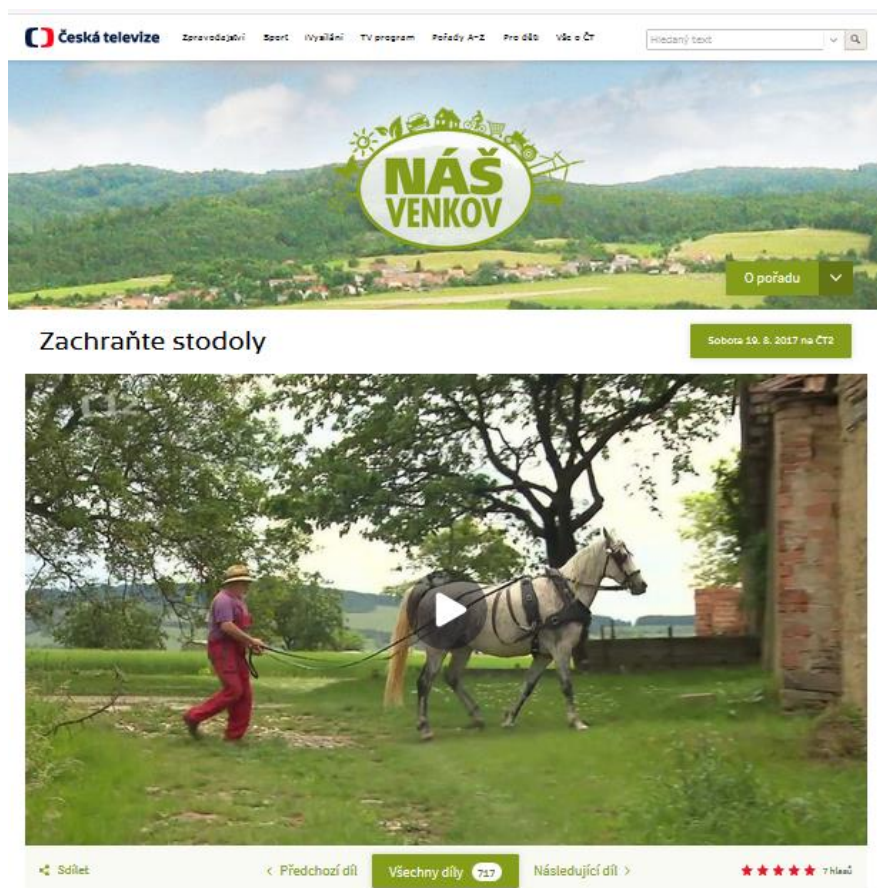 Česká televize Zpravodajství Sport iVysílání TV program Pořady A-Z Pro děti Vše o ČT Hledaný text
NÁŠ
VENKOV
O pořadu
Zachraňte stodoly
Sobota 19. 8. 2017 na ČT2
Sdílet < Předchozí díl Všechny díly 717 Následující díl > 7 hlasů